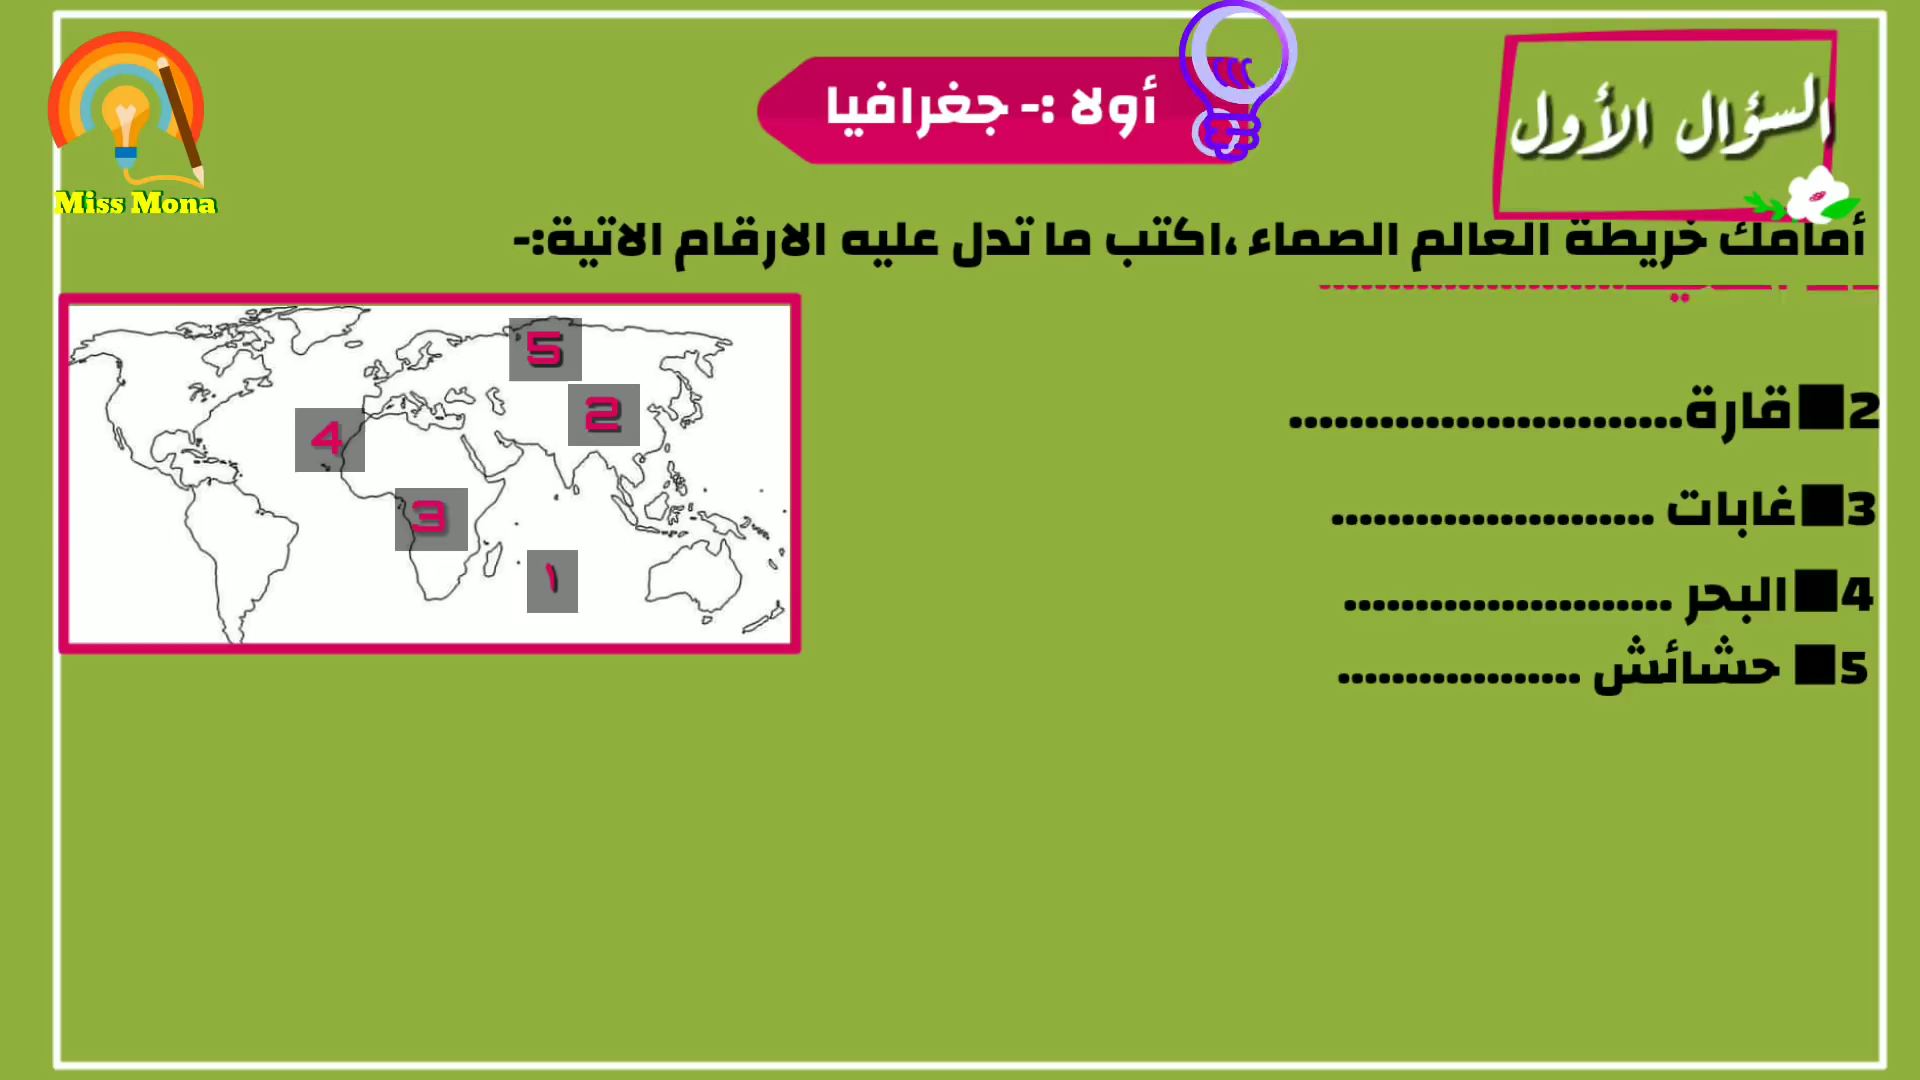 السؤال الأول
أولا :- جغرافيا
Miss Mona
أمامك خريطة العالم الصماء ،اكتب ما تدل عليه الارقام الاتية:-
2■قارة..........................
3■غابات .......................
4■البحر .......................
5■ حشائش ..................
5
2
4
3
١